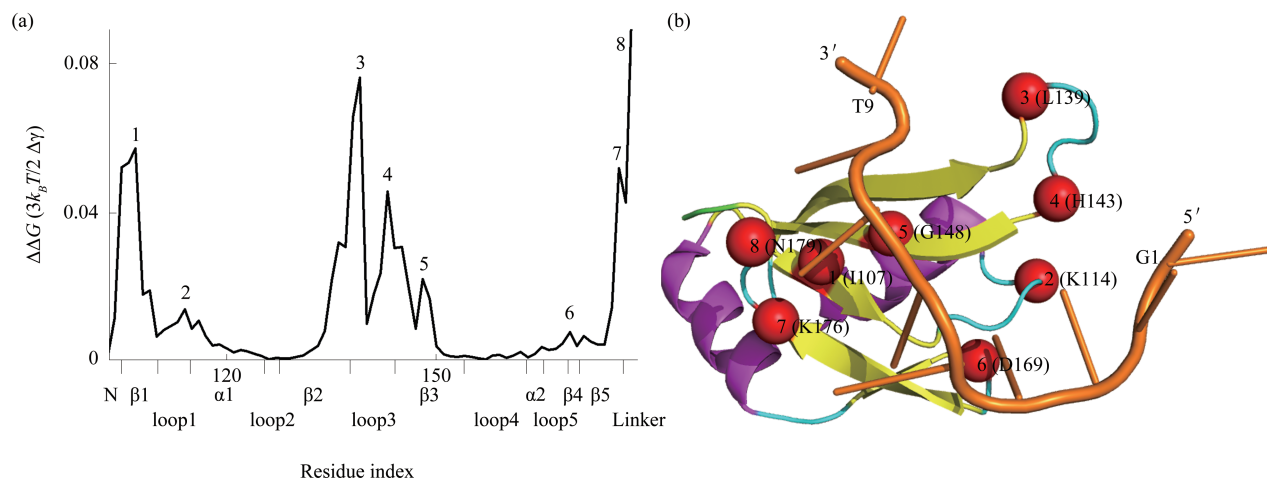 (a)
ΔΔG (3k_BT/2 Δγ)
0.08
0.04
0
1
2
3
4
5
6
7
8
120
150
N β1 α1 β2 β3 α2 β4 β5
loop1 loop2 loop3 loop4 loop5 Linker
Residue index
(b)
3′
T9
3 (L139)
4 (H143)
5′
5 (G148)
8 (N179)
G1
1 (I107)
2 (K114)
7 (K176)
6 (D169)